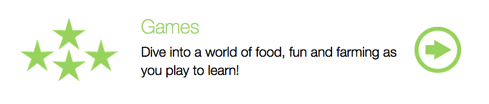 Games
Dive into a world of food, fun and farming as
you play to learn!